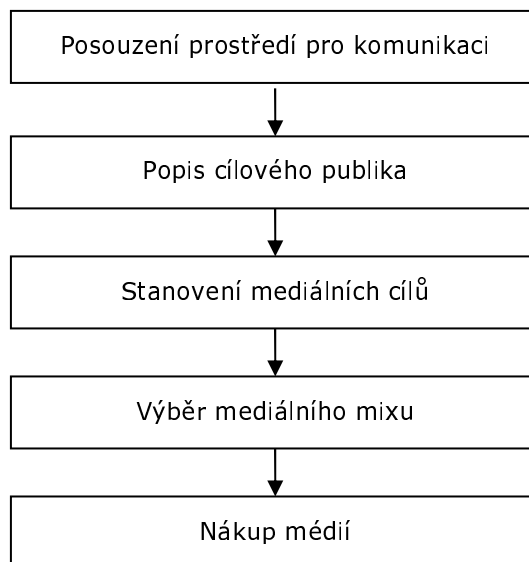 Posouzení prostředí pro komunikaci
Popis cílového publika
Stanovení mediálních cílů
Výběr mediálního mixu
Nákup médií